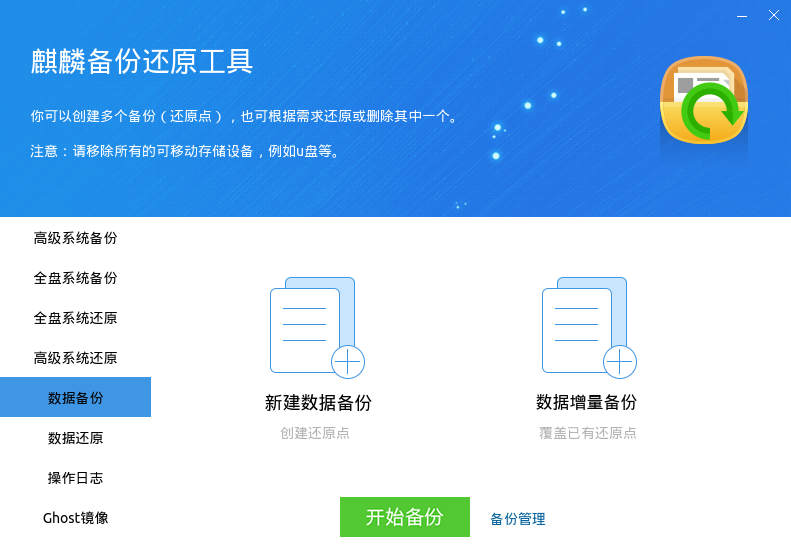 麒麟备份还原工具
你可以创建多个备份（还原点），也可根据需求还原或删除其中一个。
注意：请移除所有的可移动存储设备，例如u盘等。
高级系统备份
全盘系统备份
全盘系统还原
高级系统还原
数据备份
数据还原
操作日志
Ghost镜像
新建数据备份
数据增量备份
创建还原点
覆盖已有还原点
开始备份
备份管理